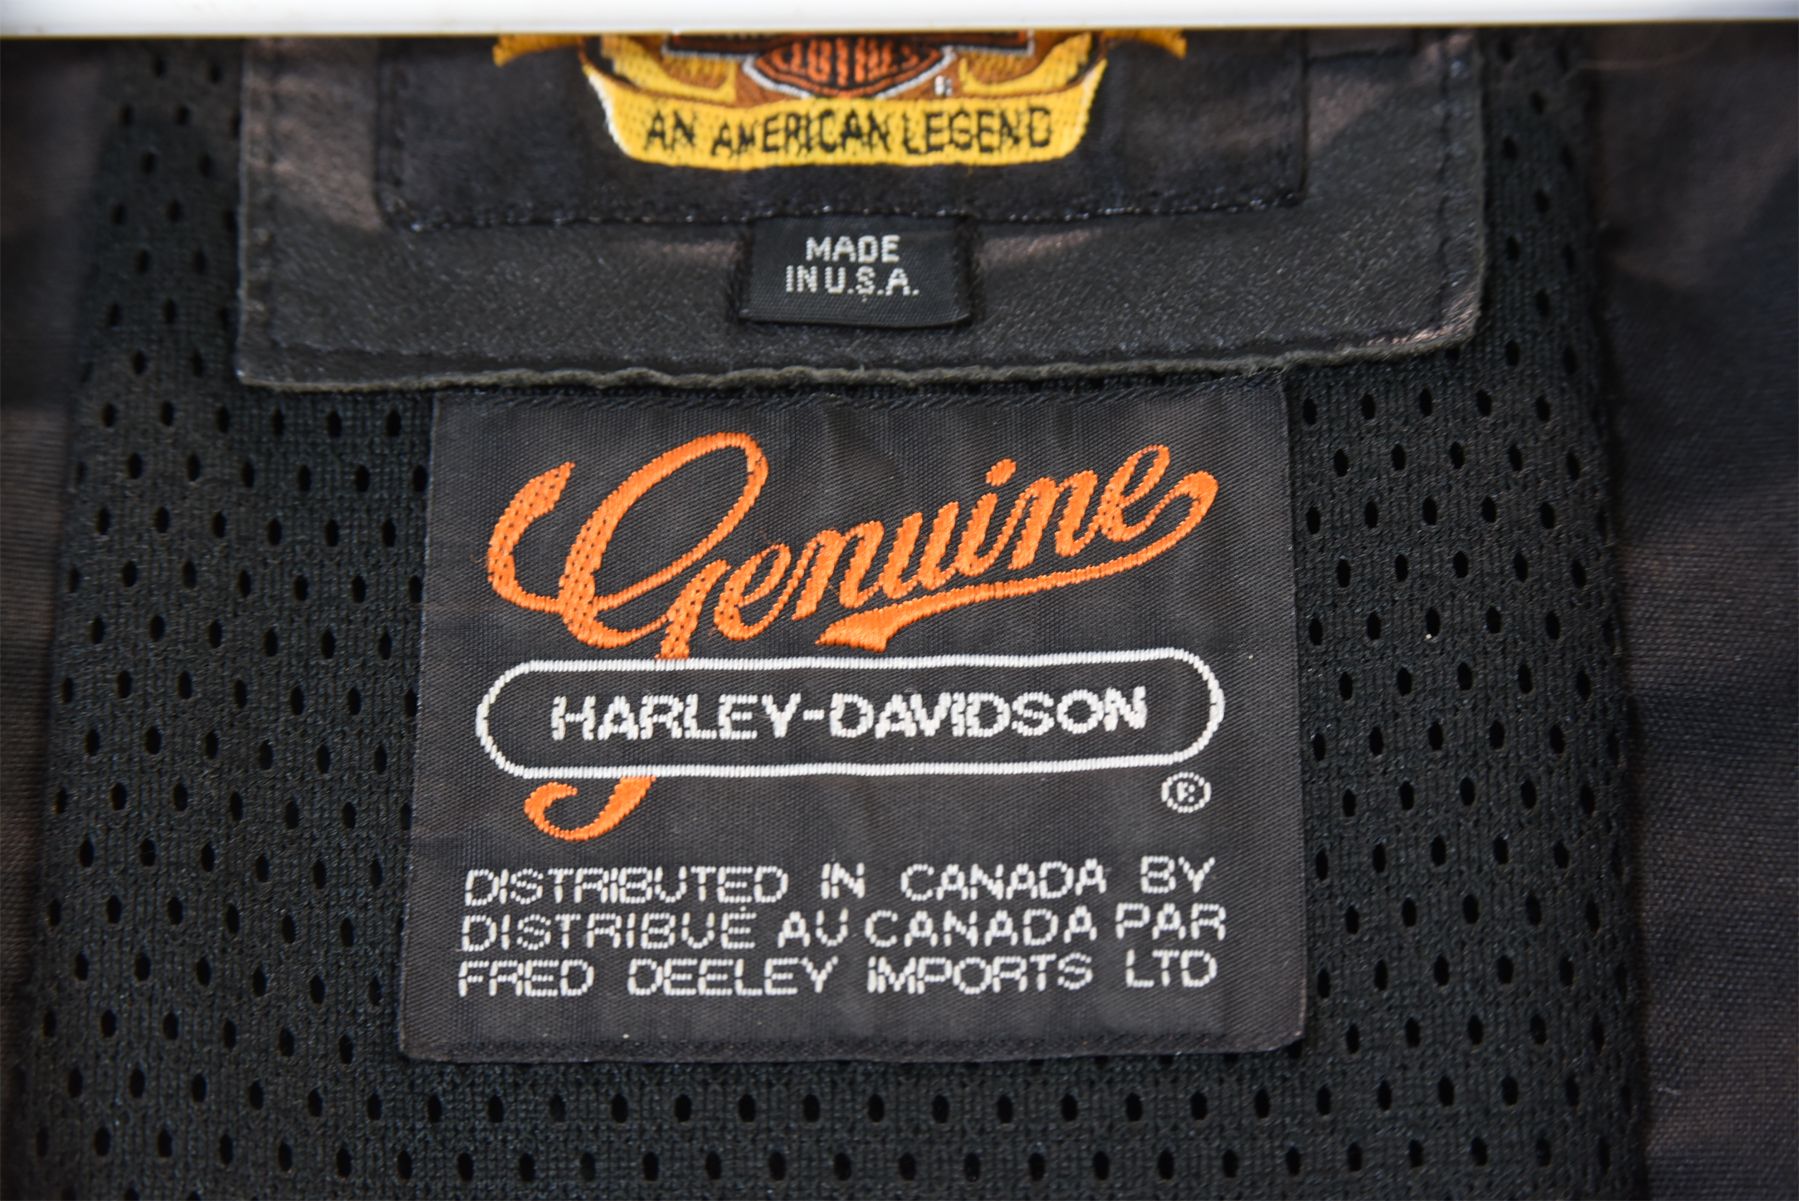 CLOTHES
AN AMERICAN LEGEND
MADE
IN U.S.A.
Genuine
HARLEY-DAVIDSON
®
DISTRIBUTED IN CANADA BY
DISTRIBUÉ AU CANADA PAR
FRED DEELEY IMPORTS LTD